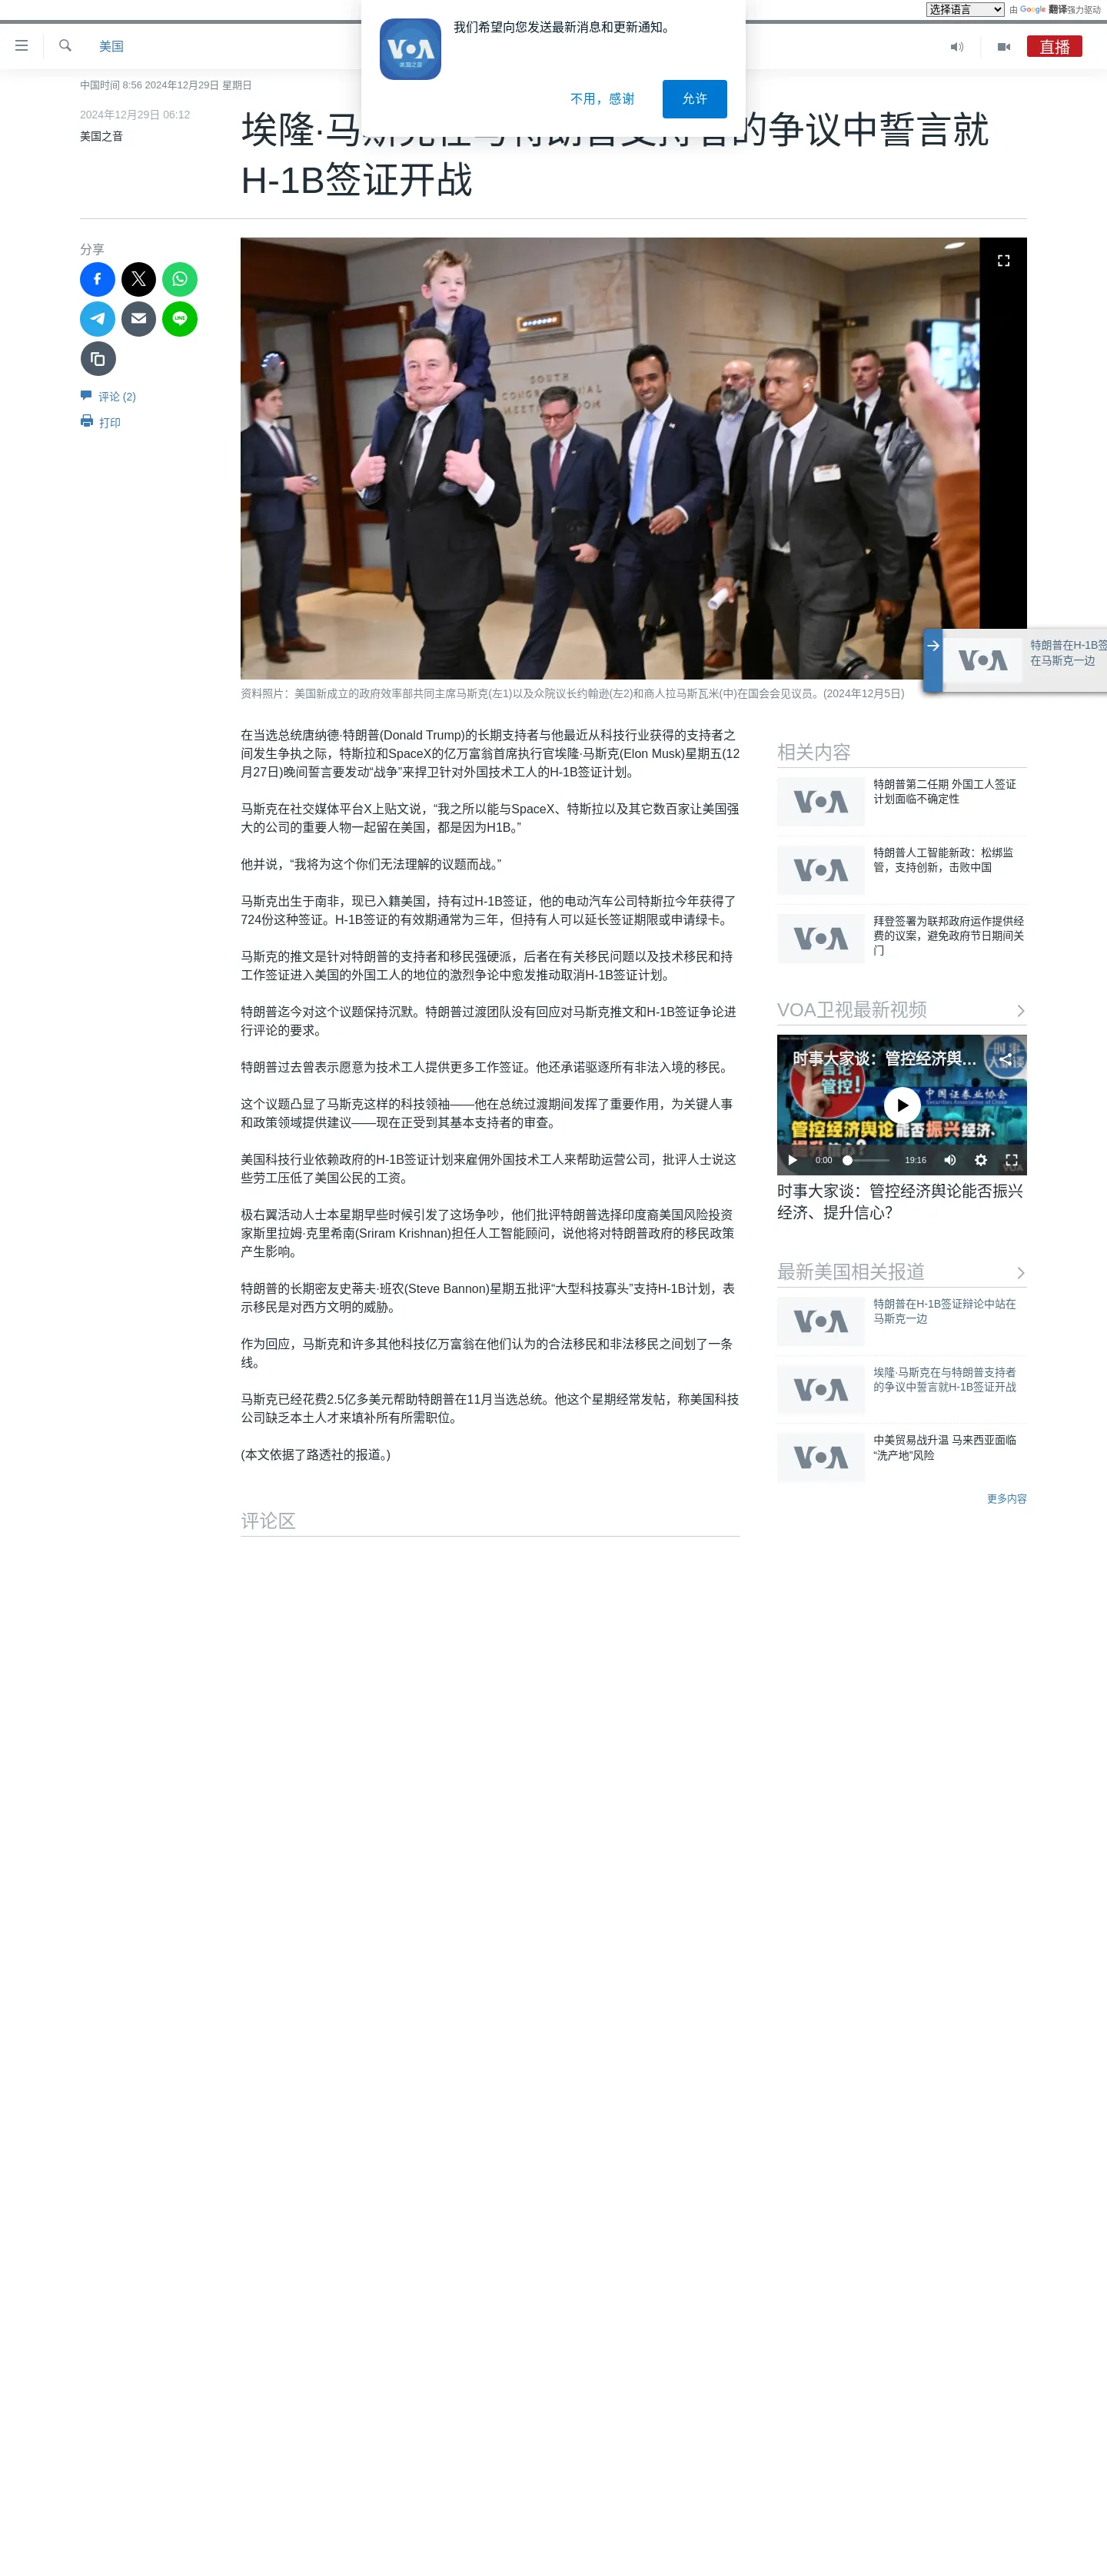 选择语言
由 Google 翻译强力驱动
我们希望向您发送最新消息和更新通知。
VOA
美国之音
不用，感谢
允许
美国
直播
中国时间 8:56 2024年12月29日 星期日
2024年12月29日 06:12
美国之音
的争议中誓言就
H-1B签证开战
分享
评论 (2)
打印
SOUTH
CONGRESSIONAL
MEETING ROOM
VOA
特朗普在H-1B签
在马斯克一边
资料照片：美国新成立的政府效率部共同主席马斯克(左1)以及众院议长约翰逊(左2)和商人拉马斯瓦米(中)在国会会见议员。(2024年12月5日)
在当选总统唐纳德·特朗普(Donald Trump)的长期支持者与他最近从科技行业获得的支持者之
间发生争执之际，特斯拉和SpaceX的亿万富翁首席执行官埃隆·马斯克(Elon Musk)星期五(12
月27日)晚间誓言要发动“战争”来捍卫针对外国技术工人的H-1B签证计划。
马斯克在社交媒体平台X上贴文说，“我之所以能与SpaceX、特斯拉以及其它数百家让美国强
大的公司的重要人物一起留在美国，都是因为H1B。”
他并说，“我将为这个你们无法理解的议题而战。”
马斯克出生于南非，现已入籍美国，持有过H-1B签证，他的电动汽车公司特斯拉今年获得了
724份这种签证。H-1B签证的有效期通常为三年，但持有人可以延长签证期限或申请绿卡。
马斯克的推文是针对特朗普的支持者和移民强硬派，后者在有关移民问题以及技术移民和持
工作签证进入美国的外国工人的地位的激烈争论中愈发推动取消H-1B签证计划。
特朗普迄今对这个议题保持沉默。特朗普过渡团队没有回应对马斯克推文和H-1B签证争论进
行评论的要求。
特朗普过去曾表示愿意为技术工人提供更多工作签证。他还承诺驱逐所有非法入境的移民。
这个议题凸显了马斯克这样的科技领袖——他在总统过渡期间发挥了重要作用，为关键人事
和政策领域提供建议——现在正受到其基本支持者的审查。
美国科技行业依赖政府的H-1B签证计划来雇佣外国技术工人来帮助运营公司，批评人士说这
些劳工压低了美国公民的工资。
极右翼活动人士本星期早些时候引发了这场争吵，他们批评特朗普选择印度裔美国风险投资
家斯里拉姆·克里希南(Sriram Krishnan)担任人工智能顾问，说他将对特朗普政府的移民政策
产生影响。
特朗普的长期密友史蒂夫·班农(Steve Bannon)星期五批评“大型科技寡头”支持H-1B计划，表
示移民是对西方文明的威胁。
作为回应，马斯克和许多其他科技亿万富翁在他们认为的合法移民和非法移民之间划了一条
线。
马斯克已经花费2.5亿多美元帮助特朗普在11月当选总统。他这个星期经常发帖，称美国科技
公司缺乏本土人才来填补所有所需职位。
(本文依据了路透社的报道。)
评论区
相关内容
VOA
特朗普第二任期 外国工人签证
计划面临不确定性
VOA
特朗普人工智能新政：松绑监
管，支持创新，击败中国
VOA
拜登签署为联邦政府运作提供经
费的议案，避免政府节日期间关
门
VOA卫视最新视频
时事大家谈：管控经济舆...
言论
管控！
中国证券业协会
Securities Association of China
管控经济舆论能否振兴经济、
提升信心？
0:00
19:16
时事大家谈：管控经济舆论能否振兴
经济、提升信心？
最新美国相关报道
VOA
特朗普在H-1B签证辩论中站在
马斯克一边
VOA
埃隆·马斯克在与特朗普支持者
的争议中誓言就H-1B签证开战
VOA
中美贸易战升温 马来西亚面临
“洗产地”风险
更多内容